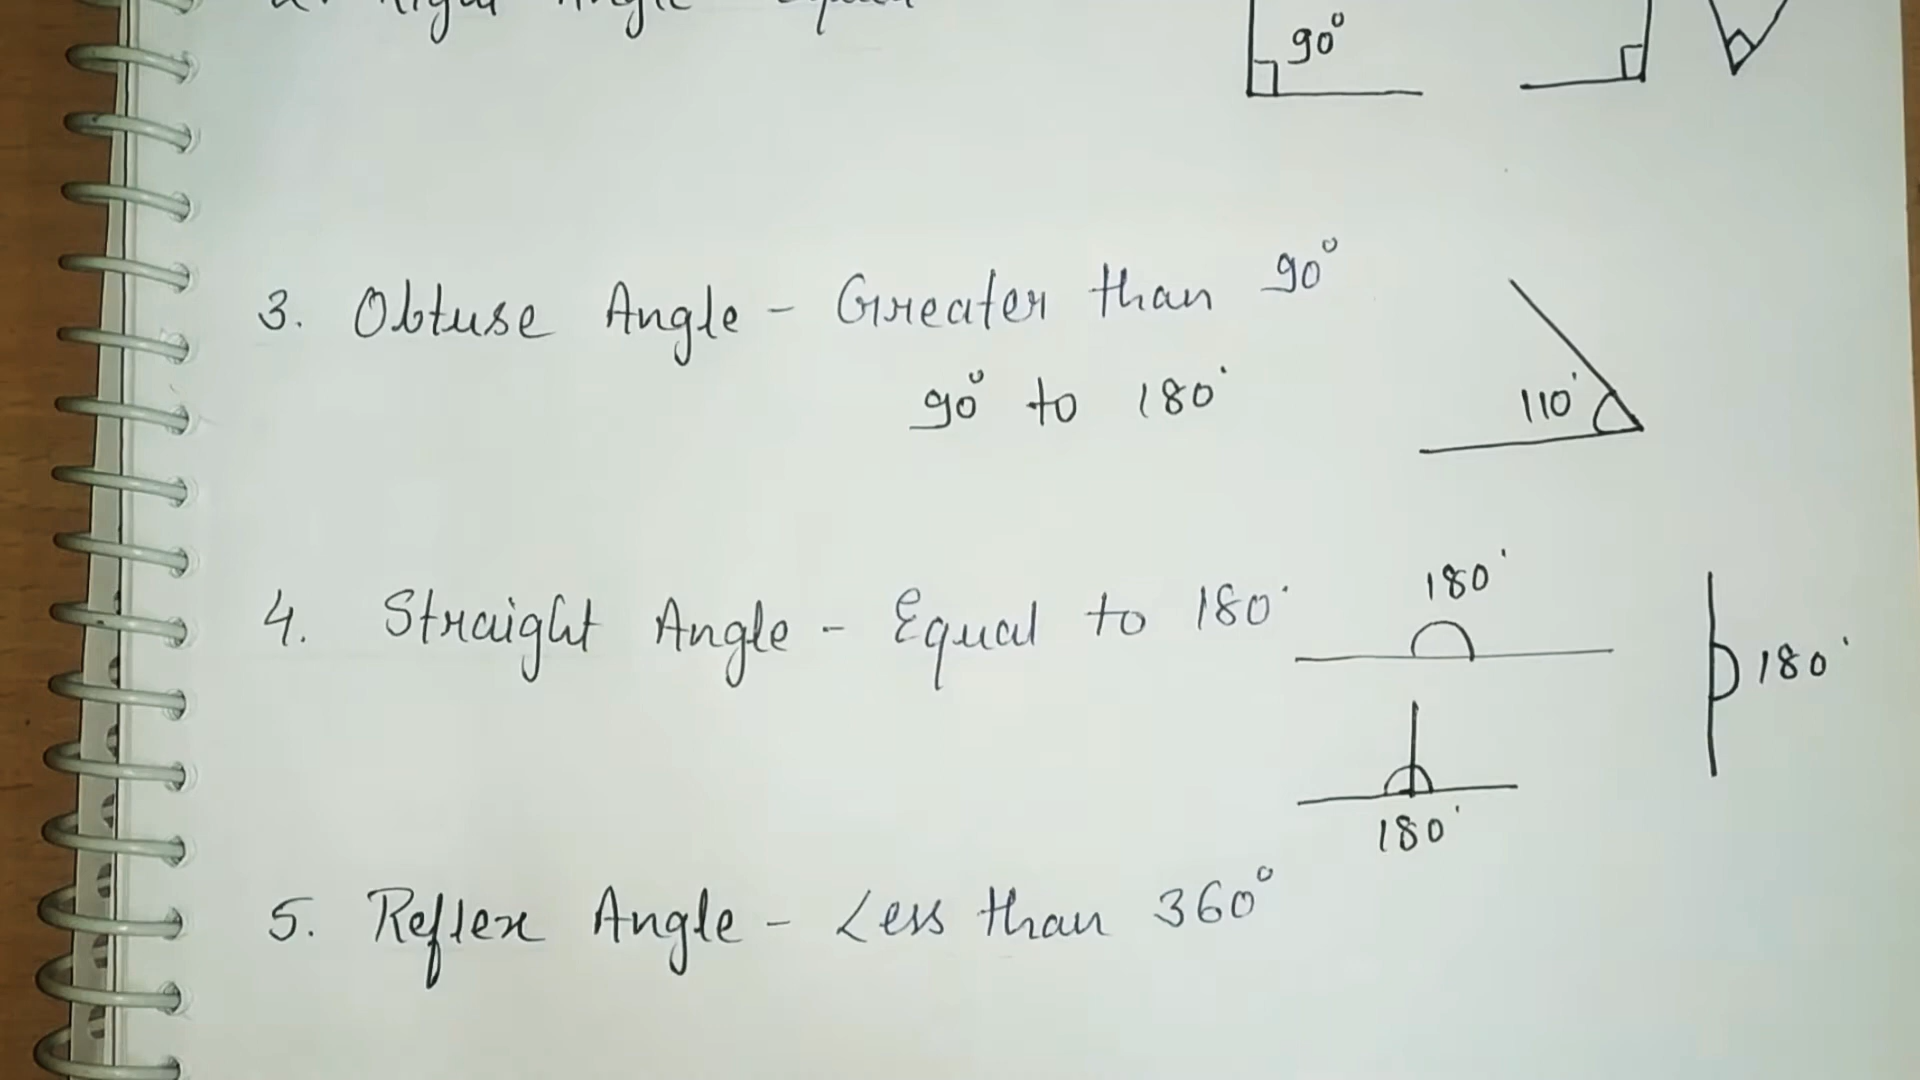 Angle
90°
3. Obtuse Angle - Greater than 90°
90° to 180°
110°
4. Straight Angle - Equal to 180°
180°
180°
180°
5. Reflex Angle - Less than 360°